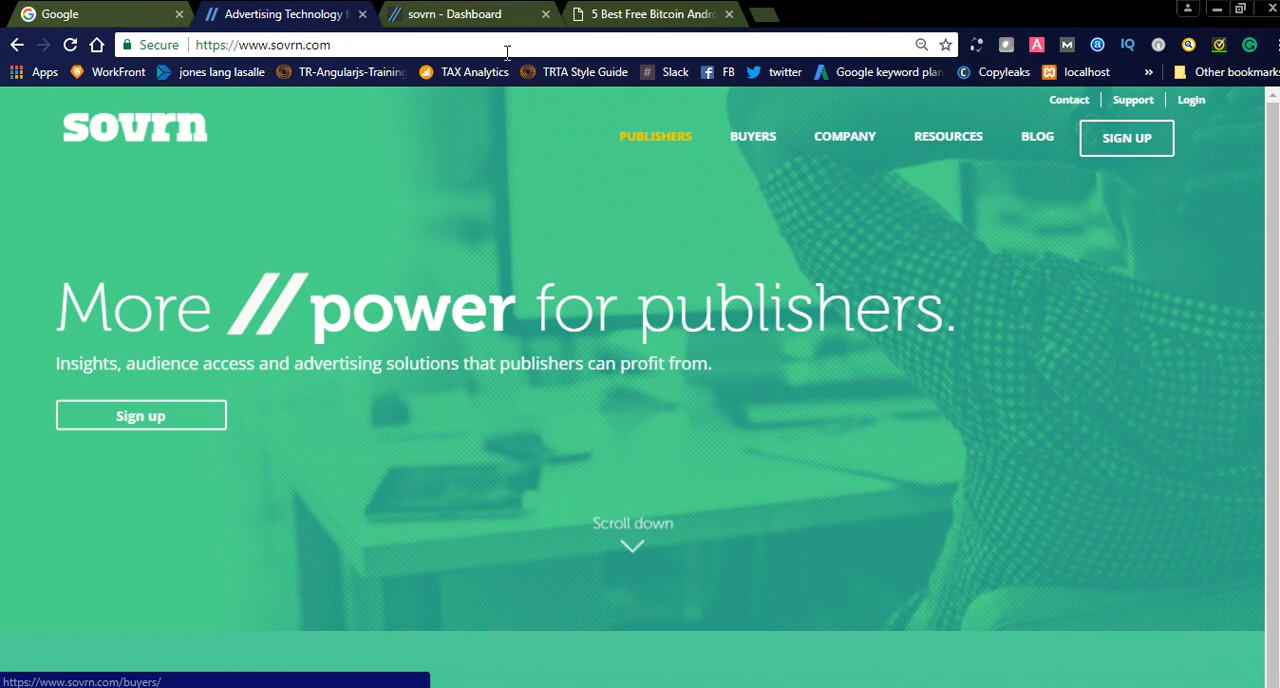 Google
Advertising Technology f
sovrn - Dashboard
5 Best Free Bitcoin Andro
Secure
https://www.sovrn.com
IQ
Apps
WorkFront
jones lang lasalle
TR-Angularjs-Training
TAX Analytics
TRTA Style Guide
Slack
FB
twitter
Google keyword plan
Copyleaks
localhost
»
Other bookmarks
Contact
Support
Login
sovrn
PUBLISHERS
BUYERS
COMPANY
RESOURCES
BLOG
SIGN UP
More //power for publishers.
Insights, audience access and advertising solutions that publishers can profit from.
Sign up
Scroll down
https://www.sovrn.com/buyers/